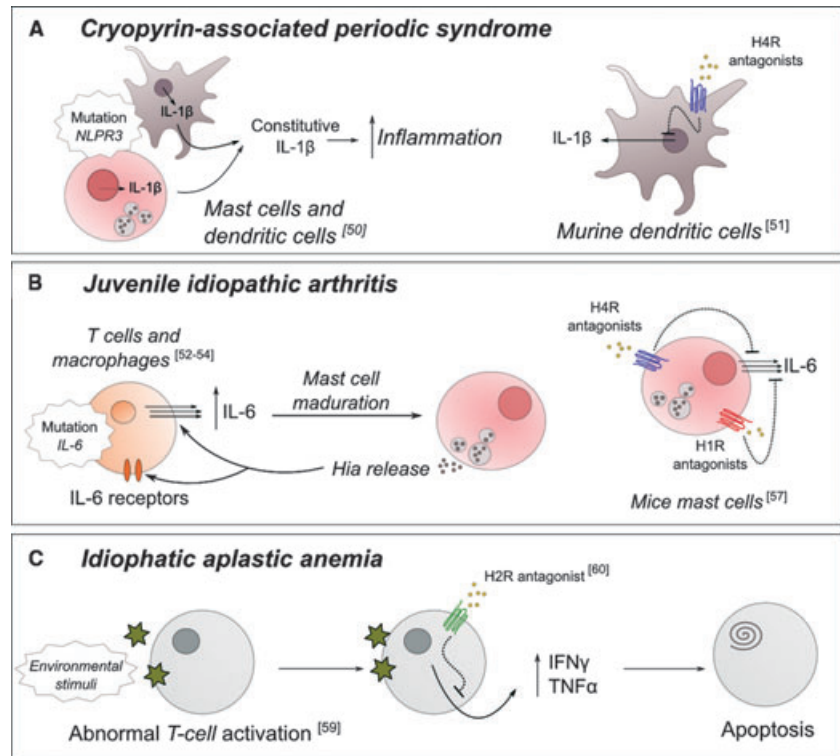 A Cryopyrin-associated periodic syndrome
Mutation
NLPR3
IL-1β
IL-1β
Constitutive
IL-1β
Inflammation
Mast cells and
dendritic cells [50]
H4R
antagonists
IL-1β
Murine dendritic cells [51]
B Juvenile idiopathic arthritis
T cells and
macrophages [52-54]
Mutation
IL-6
IL-6
IL-6 receptors
Mast cell
maduration
Hia release
H4R
antagonists
IL-6
H1R
antagonists
Mice mast cells [57]
C Idiophatic aplastic anemia
Environmental
stimuli
Abnormal T-cell activation [59]
H2R antagonist [60]
IFNγ
TNFα
Apoptosis